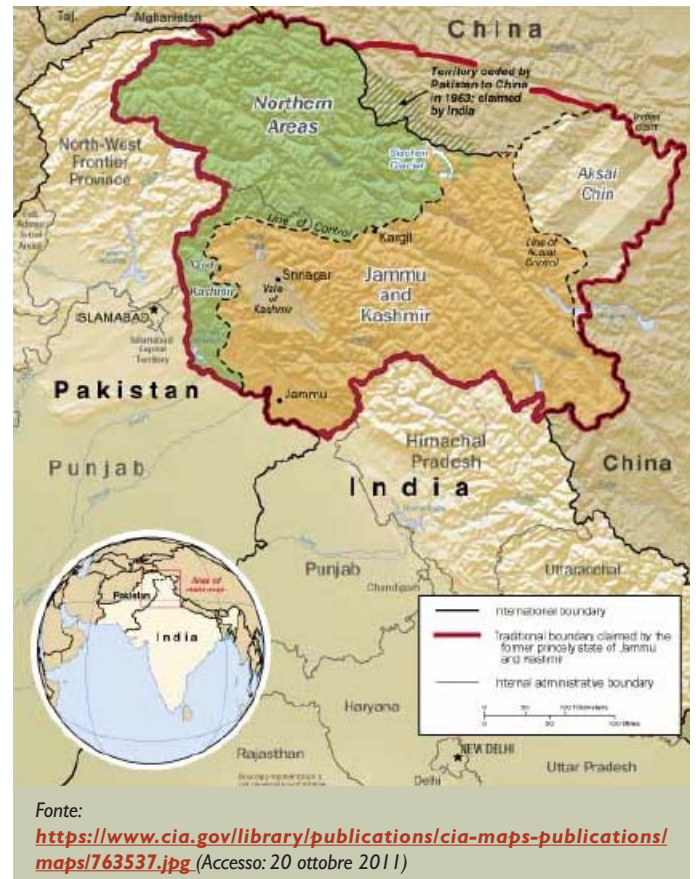 Taj.
Afghanistan
China
Territory ceded by
Pakistan to China
in 1963; claimed
by India
Northern
Areas
Indian
claim
North-West
Frontier
Province
Siachen
Glacier
Aksai
Chin
Line of Control
Kargil
Line of
Actual
Control
Azad
Kashmir
Srinagar
Vale
of
Kashmir
Jammu
and
Kashmir
ISLAMABAD
Islamabad
Capital
Territory
Pakistan
Jammu
Himachal
Pradesh
China
Punjab
India
Punjab
Chandigarh
Uttaranchal
Area of
main map
Pakistan
India
International boundary
Traditional boundary claimed by the
former princely state of Jammu
and Kashmir
Internal administrative boundary
Haryana
Rajasthan
NEW DELHI
Delhi
Uttar Pradesh
Fonte:
https://www.cia.gov/library/publications/cia-maps-publications/
maps/763537.jpg (Accesso: 20 ottobre 2011)